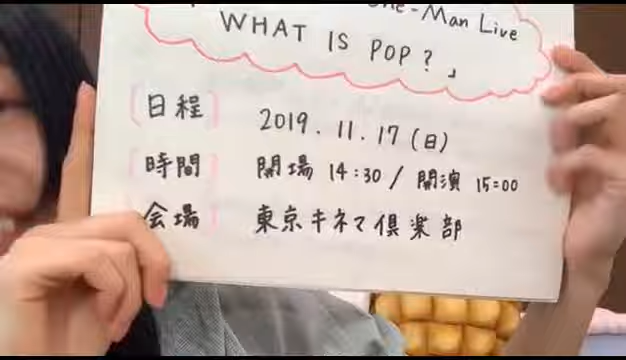 One-Man Live
WHAT IS POP?」
[日程] 2019.11.17(日)
[時間] 開場 14:30 / 開演 15:00
会場] 東京キネマ倶楽部